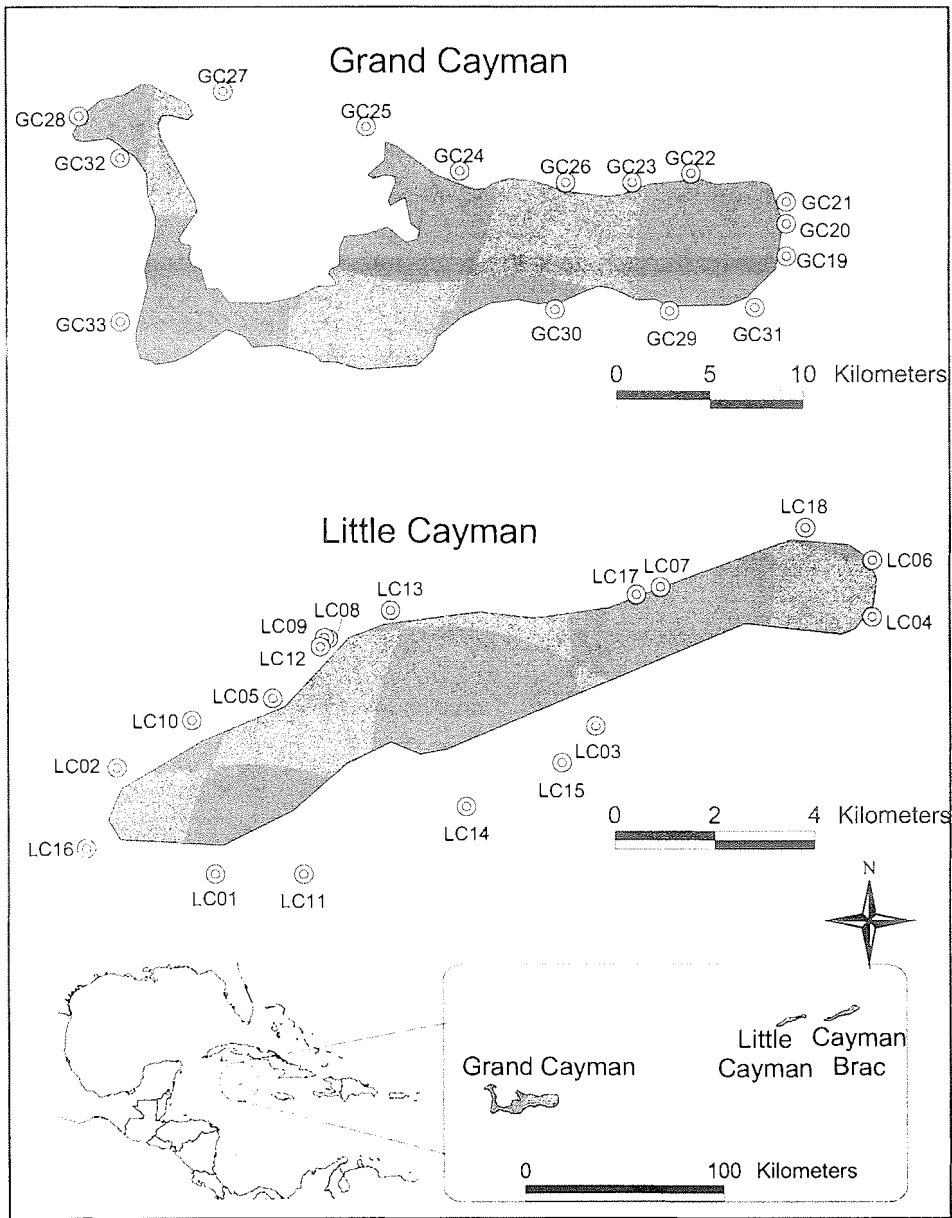 Grand Cayman
GC27
GC28
GC25
GC32
GC24
GC26
GC23
GC22
GC21
GC20
GC19
GC33
GC30
GC29
GC31
0 5 10 Kilometers
Little Cayman
LC18
LC06
LC17
LC07
LC13
LC04
LC08
LC09
LC12
LC05
LC10
LC03
LC02
LC15
0 2 4 Kilometers
LC14
LC16
LC01
LC11
N
Little
Cayman
Cayman
Brac
Grand Cayman
0 100 Kilometers